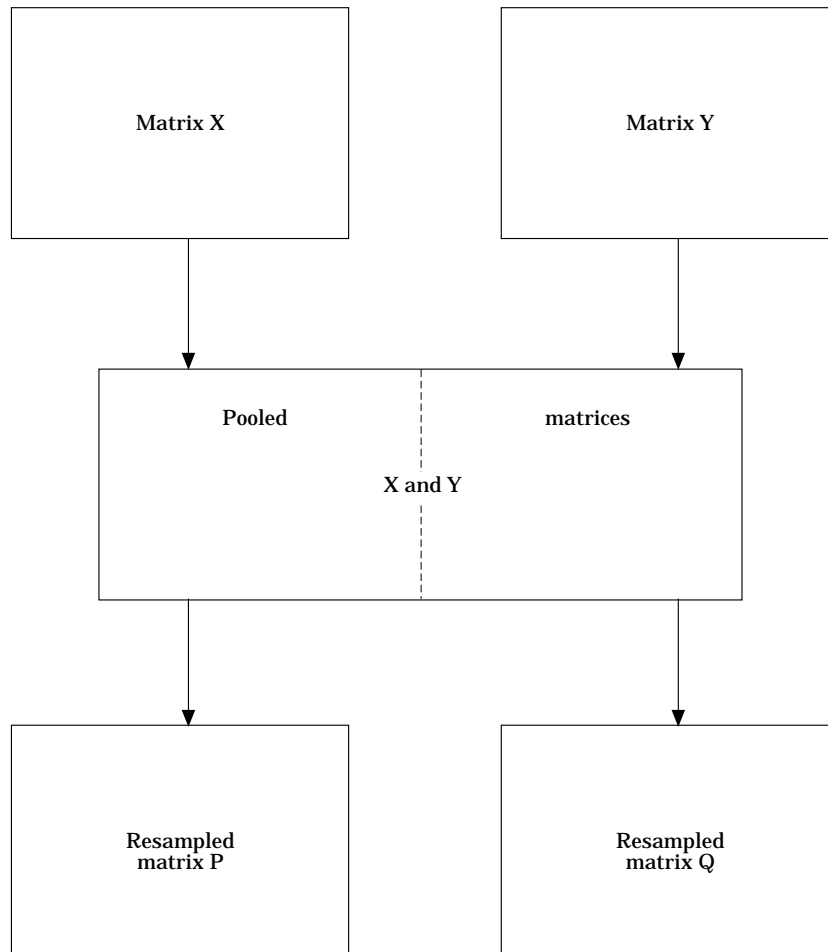 Matrix X
Matrix Y
Pooled
matrices
X and Y
Resampled
matrix P
Resampled
matrix Q